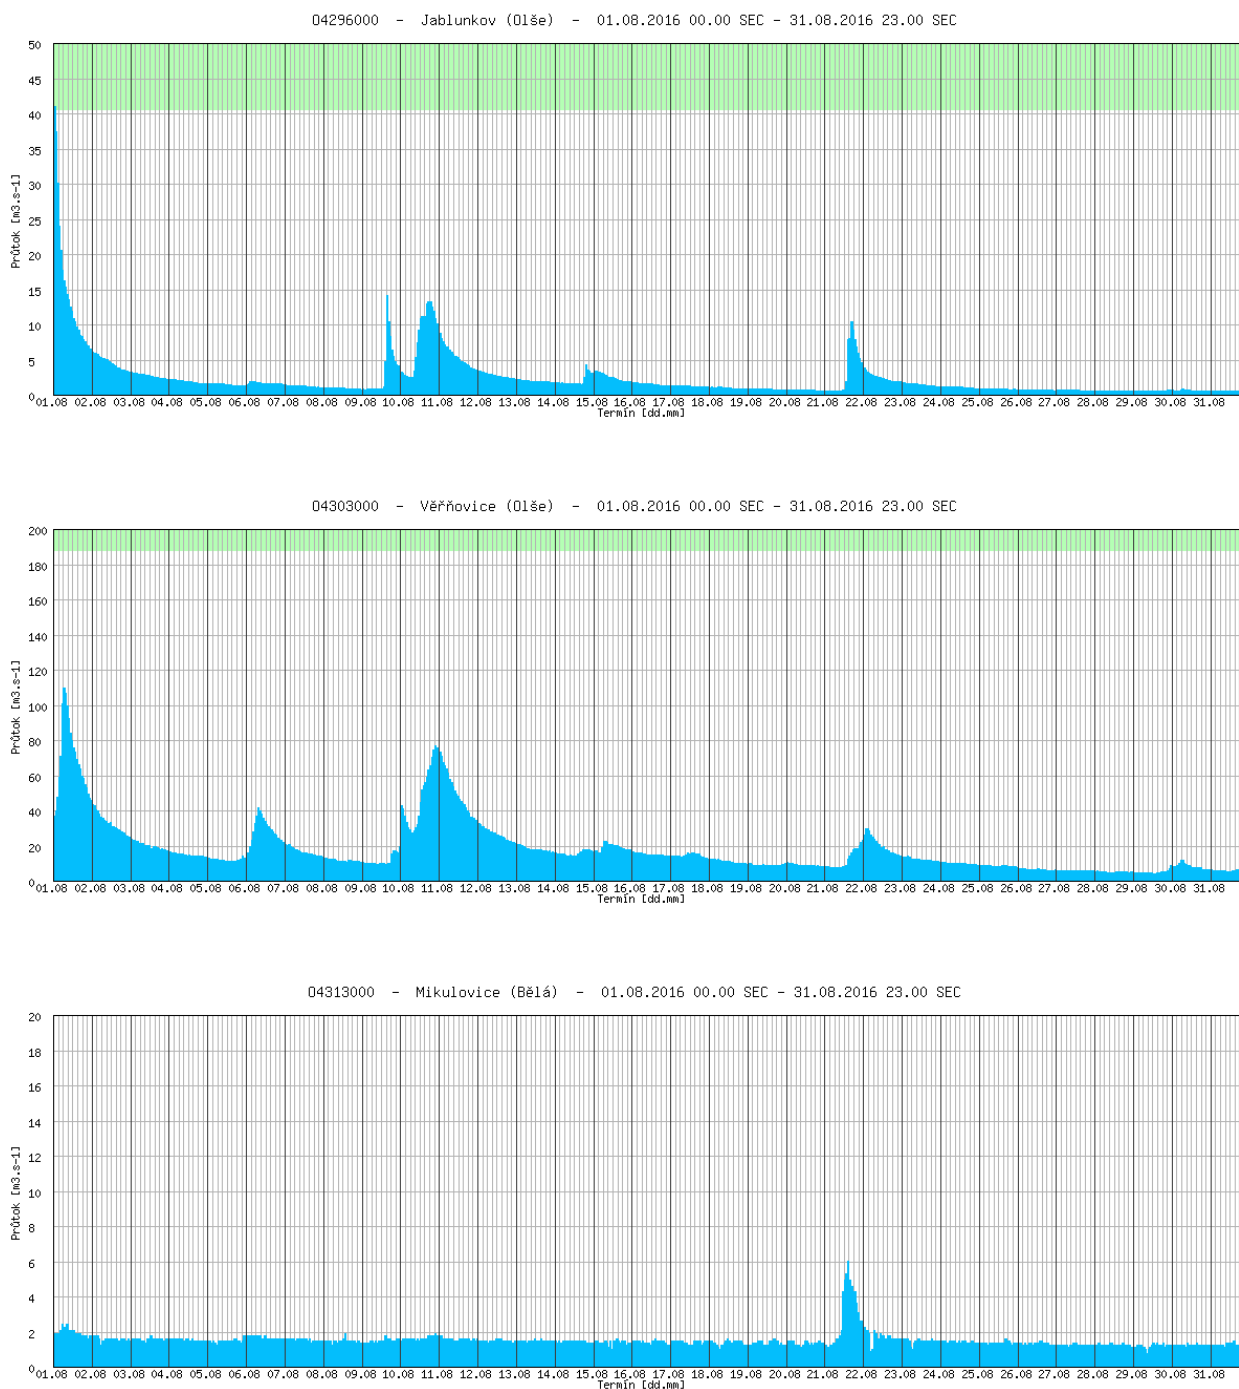 04296000 - Jablunkov (Olše) - 01.08.2016 00.00 SEC - 31.08.2016 23.00 SEC
50
45
40
35
30
25
20
15
10
5
0
Průtok [m3.s-1]
01.08 02.08 03.08 04.08 05.08 06.08 07.08 08.08 09.08 10.08 11.08 12.08 13.08 14.08 15.08 16.08 17.08 18.08 19.08 20.08 21.08 22.08 23.08 24.08 25.08 26.08 27.08 28.08 29.08 30.08 31.08
Termín [dd.mm]
04303000 - Věřňovice (Olše) - 01.08.2016 00.00 SEC - 31.08.2016 23.00 SEC
200
180
160
140
120
100
80
60
40
20
0
Průtok [m3.s-1]
01.08 02.08 03.08 04.08 05.08 06.08 07.08 08.08 09.08 10.08 11.08 12.08 13.08 14.08 15.08 16.08 17.08 18.08 19.08 20.08 21.08 22.08 23.08 24.08 25.08 26.08 27.08 28.08 29.08 30.08 31.08
Termín [dd.mm]
04313000 - Mikulovice (Bělá) - 01.08.2016 00.00 SEC - 31.08.2016 23.00 SEC
20
18
16
14
12
10
8
6
4
2
0
Průtok [m3.s-1]
01.08 02.08 03.08 04.08 05.08 06.08 07.08 08.08 09.08 10.08 11.08 12.08 13.08 14.08 15.08 16.08 17.08 18.08 19.08 20.08 21.08 22.08 23.08 24.08 25.08 26.08 27.08 28.08 29.08 30.08 31.08
Termín [dd.mm]